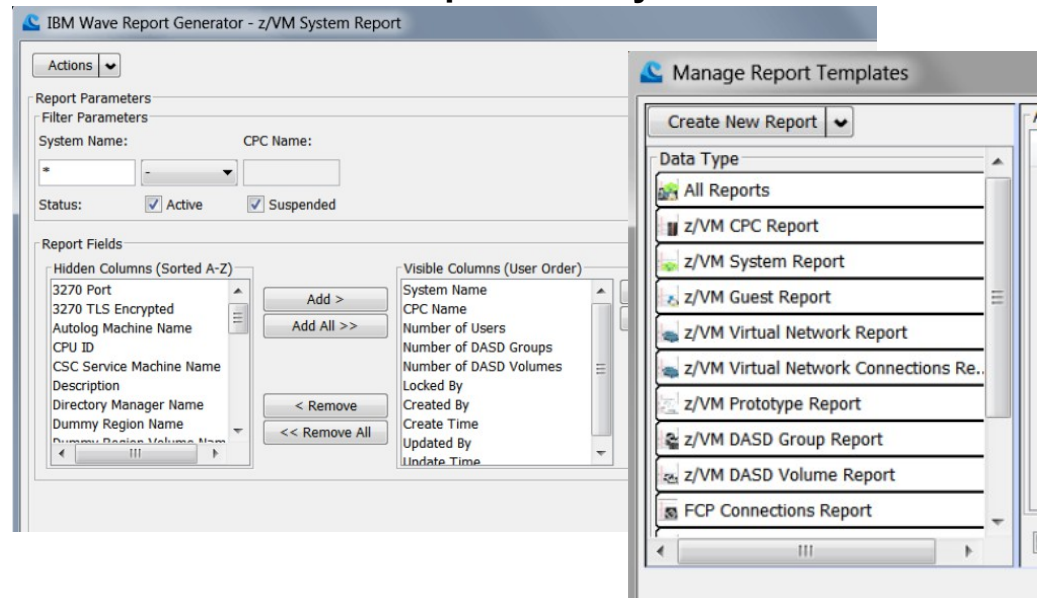 IBM Wave Report Generator - z/VM System Report
Actions
Report Parameters
Filter Parameters
System Name:
CPC Name:
*
-
Status:
Active
Suspended
Report Fields
Hidden Columns (Sorted A-Z)
3270 Port
3270 TLS Encrypted
Autolog Machine Name
CPU ID
CSC Service Machine Name
Description
Directory Manager Name
Dummy Region Name
Dummy Region Volume Nam
Add >
Add All >>
< Remove
<< Remove All
Visible Columns (User Order)
System Name
CPC Name
Number of Users
Number of DASD Groups
Number of DASD Volumes
Locked By
Created By
Create Time
Updated By
Update Time
Manage Report Templates
Create New Report
Data Type
All Reports
z/VM CPC Report
z/VM System Report
z/VM Guest Report
z/VM Virtual Network Report
z/VM Virtual Network Connections Re..
z/VM Prototype Report
z/VM DASD Group Report
z/VM DASD Volume Report
FCP Connections Report